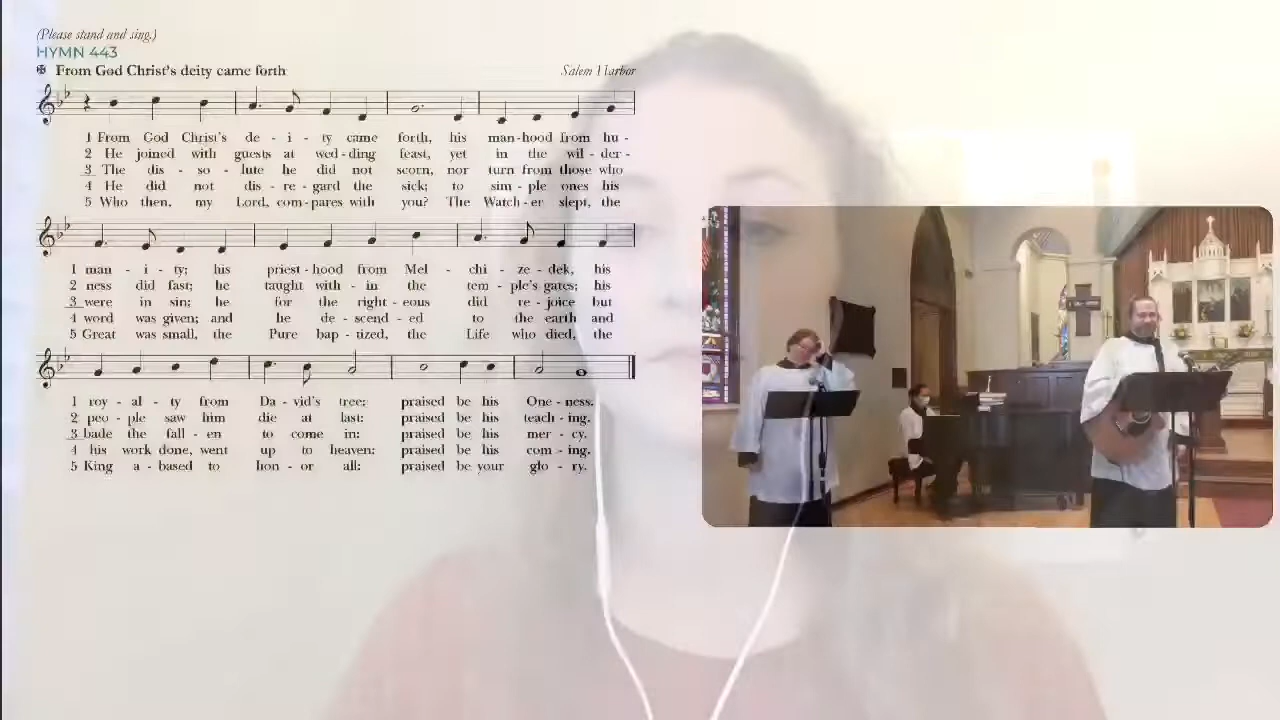 (Please stand and sing.)
HYMN 443
✠ From God Christ's deity came forth Salem Harbor
1 From God Christ's de - i - ty came forth, his man - hood from hu -
2 He joined with guests at wed - ding feast, yet in the wil - der -
3 The dis - so - lute he did not scorn, nor turn from those who
4 He did not dis - re - gard the sick; to sim - ple ones his
5 Who then, my Lord, com - pares with you? The Watch - er slept, the
1 man - i - ty; his priest - hood from Mel - chi - ze - dek, his
2 ness did fast; he taught with - in the tem - ple's gates; his
3 were in sin; he for the right - eous did re - joice but
4 word was given; and he de - scend - ed to the earth and
5 Great was small, the Pure bap - tized, the Life who died, the
1 roy - al - ty from Da - vid's tree: praised be his One - ness.
2 peo - ple saw him die at last: praised be his teach - ing.
3 bade the fall - en to come in: praised be his mer - cy.
4 his work done, went up to heaven: praised be his com - ing.
5 King a - based to hon - or all: praised be your glo - ry.